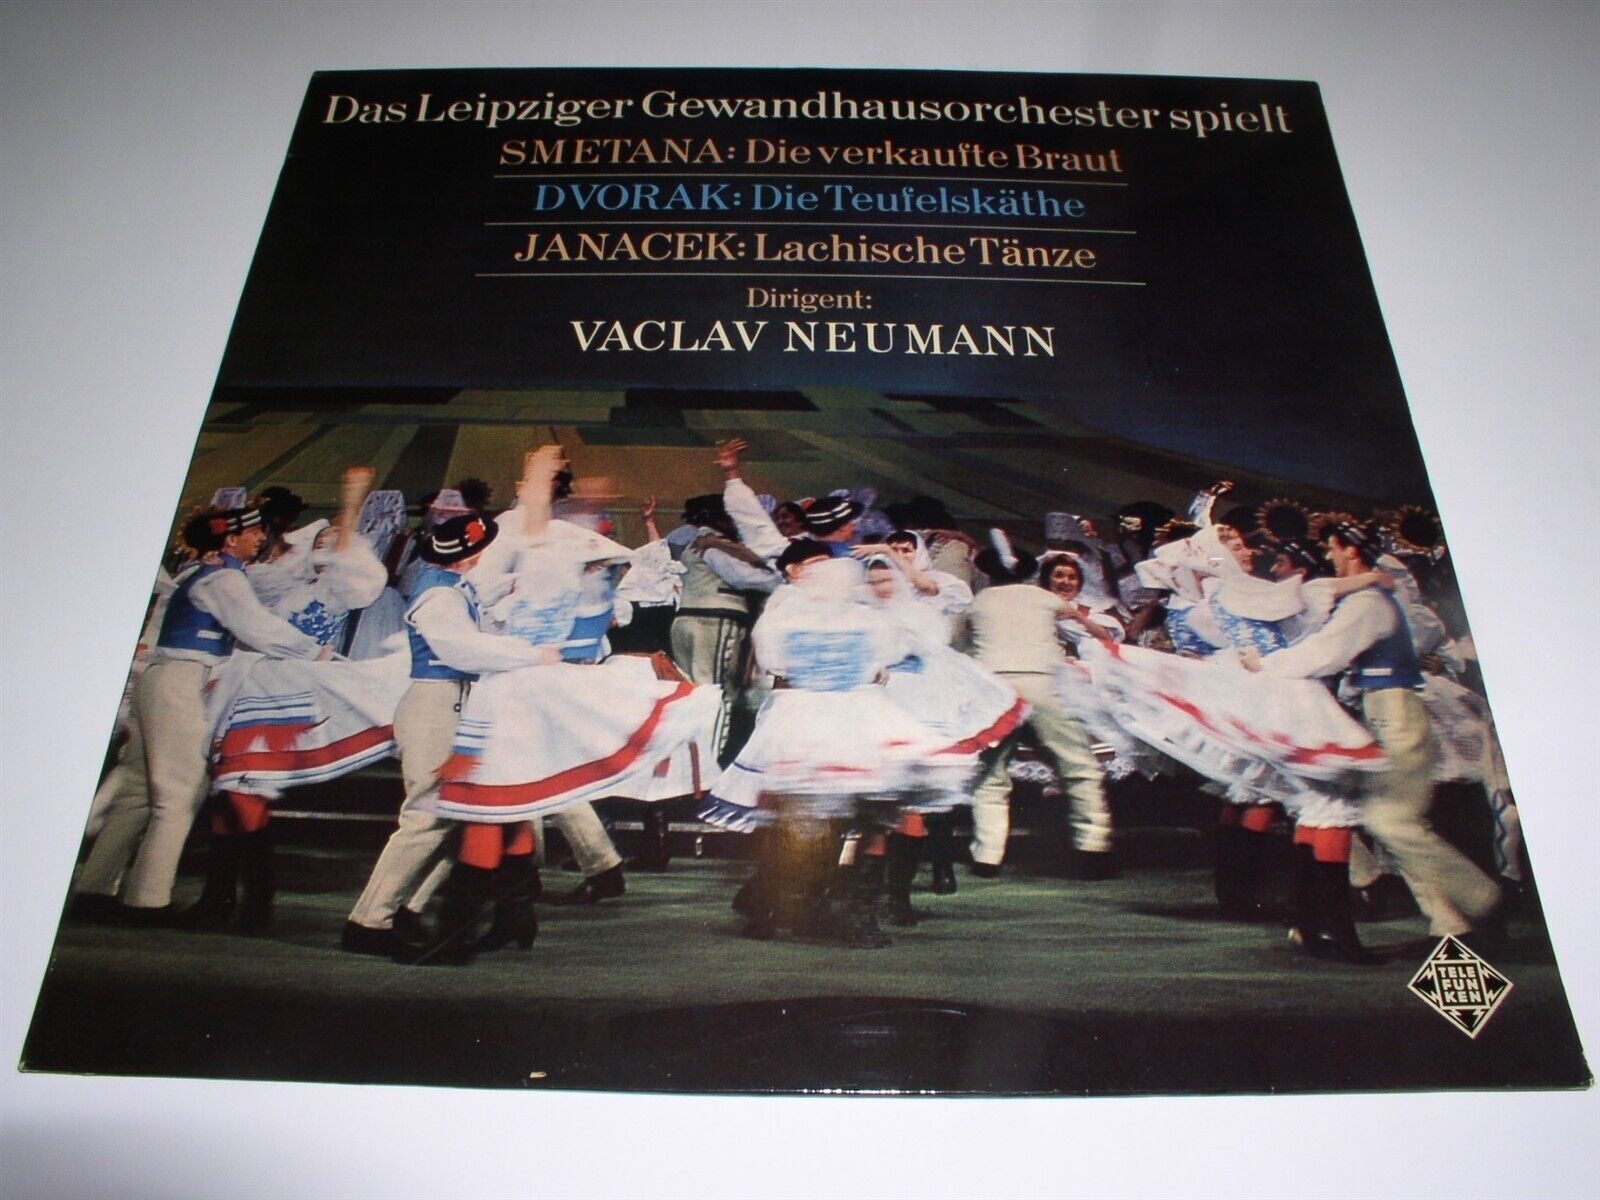 Das Leipziger Gewandhausorchester spielt
SMETANA: Die verkaufte Braut
DVORAK: Die Teufelskäthe
JANACEK: Lachische Tänze
Dirigent:
VACLAV NEUMANN
TELE
FUN
KEN